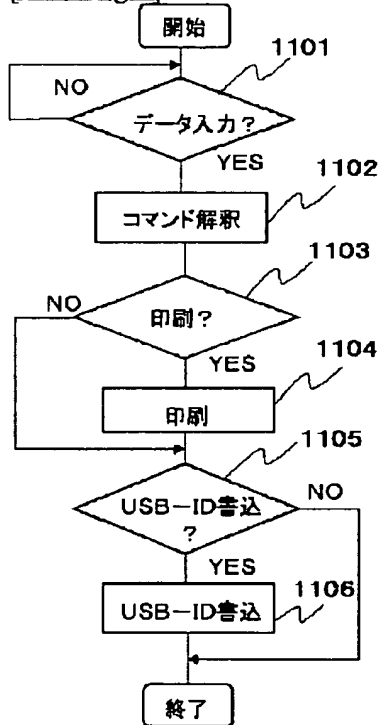 開始
1101
NO
データ入力?
YES
1102
コマンド解釈
1103
NO
印刷?
YES
1104
印刷
1105
USB-ID書込
?
NO
YES
1106
USB-ID書込
終了